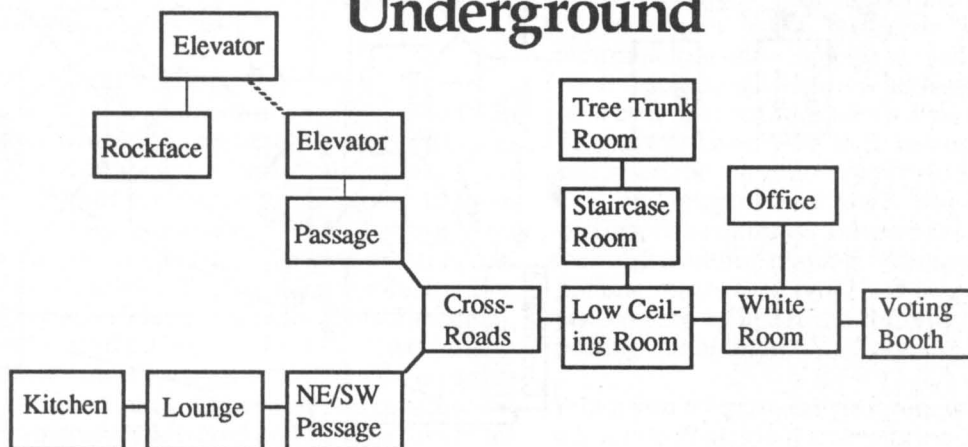 Underground
Elevator
Rockface
Elevator
Tree Trunk
Room
Passage
Staircase
Room
Office
Cross-
Roads
Low Ceil-
ing Room
White
Room
Voting
Booth
Kitchen
Lounge
NE/SW
Passage